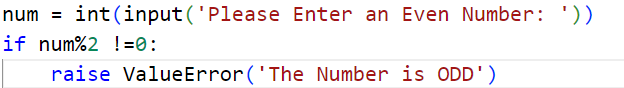 num = int(input('Please Enter an Even Number: '))
if num%2 !=0:
    raise ValueError('The Number is ODD')